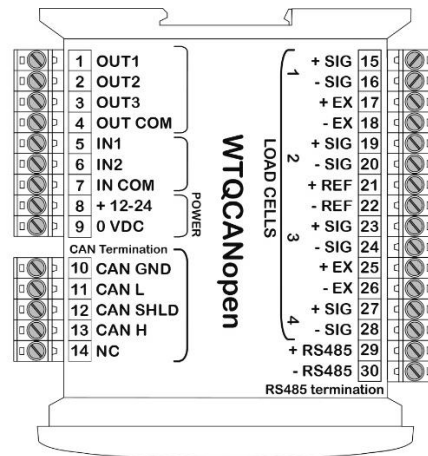 1 OUT1
2 OUT2
3 OUT3
4 OUT COM
5 IN1
6 IN2
7 IN COM
8 + 12-24
9 0 VDC
POWER
CAN Termination
10 CAN GND
11 CAN L
12 CAN SHLD
13 CAN H
14 NC
WTQCANopen
LOAD CELLS
1
2
3
4
+ SIG 15
- SIG 16
+ EX 17
- EX 18
+ SIG 19
- SIG 20
+ REF 21
- REF 22
+ SIG 23
- SIG 24
+ EX 25
- EX 26
+ SIG 27
- SIG 28
+ RS485 29
- RS485 30
RS485 termination